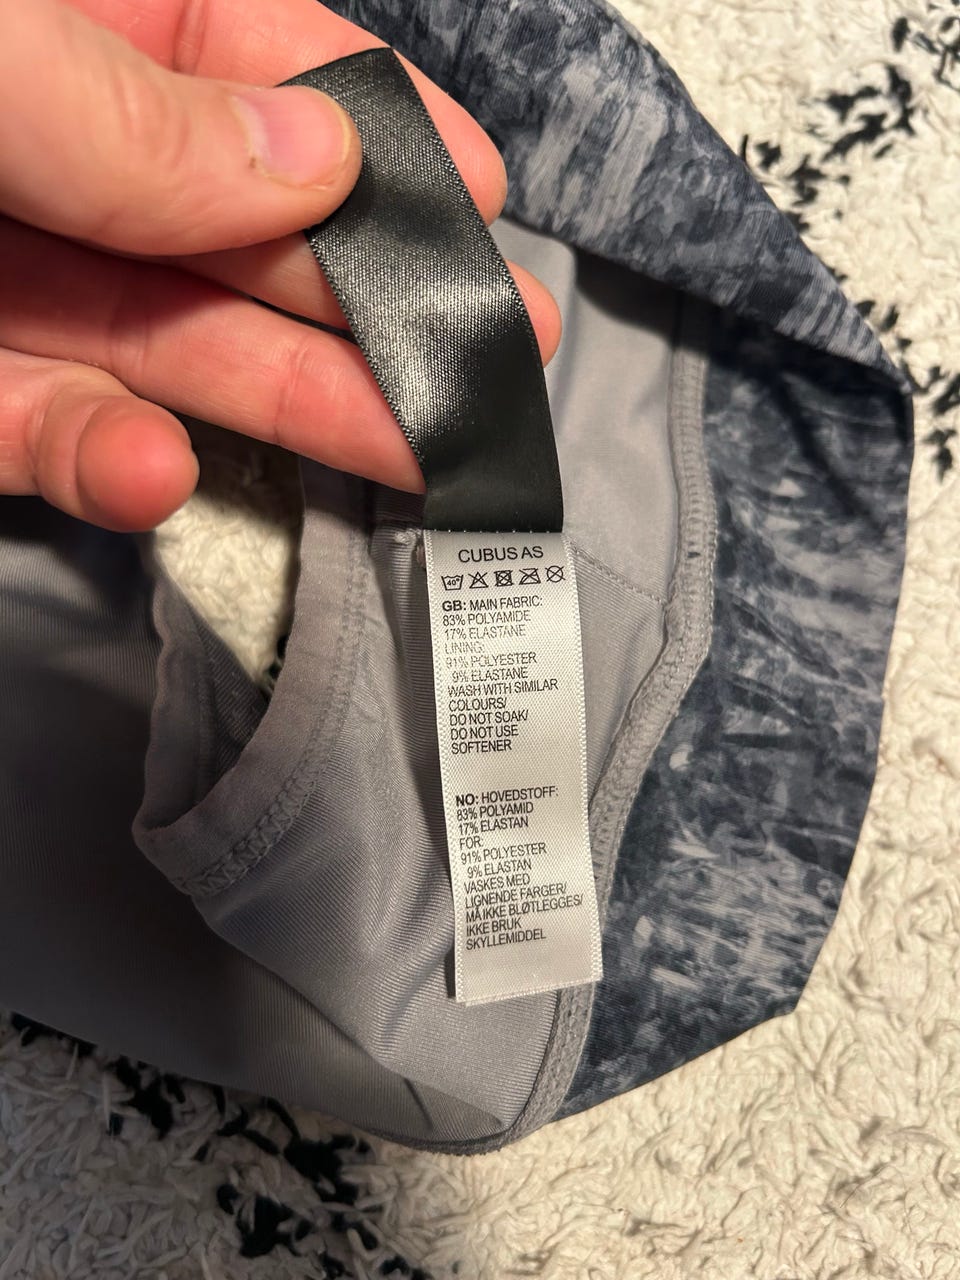 CUBUS AS
40°
GB: MAIN FABRIC:
83% POLYAMIDE
17% ELASTANE
LINING:
91% POLYESTER
9% ELASTANE
WASH WITH SIMILAR
COLOURS/
DO NOT SOAK/
DO NOT USE
SOFTENER
NO: HOVEDSTOFF:
83% POLYAMID
17% ELASTAN
FOR:
91% POLYESTER
9% ELASTAN
VASKES MED
LIGNENDE FARGER/
MÅ IKKE BLØTLEGGES/
IKKE BRUK
SKYLLEMIDDEL